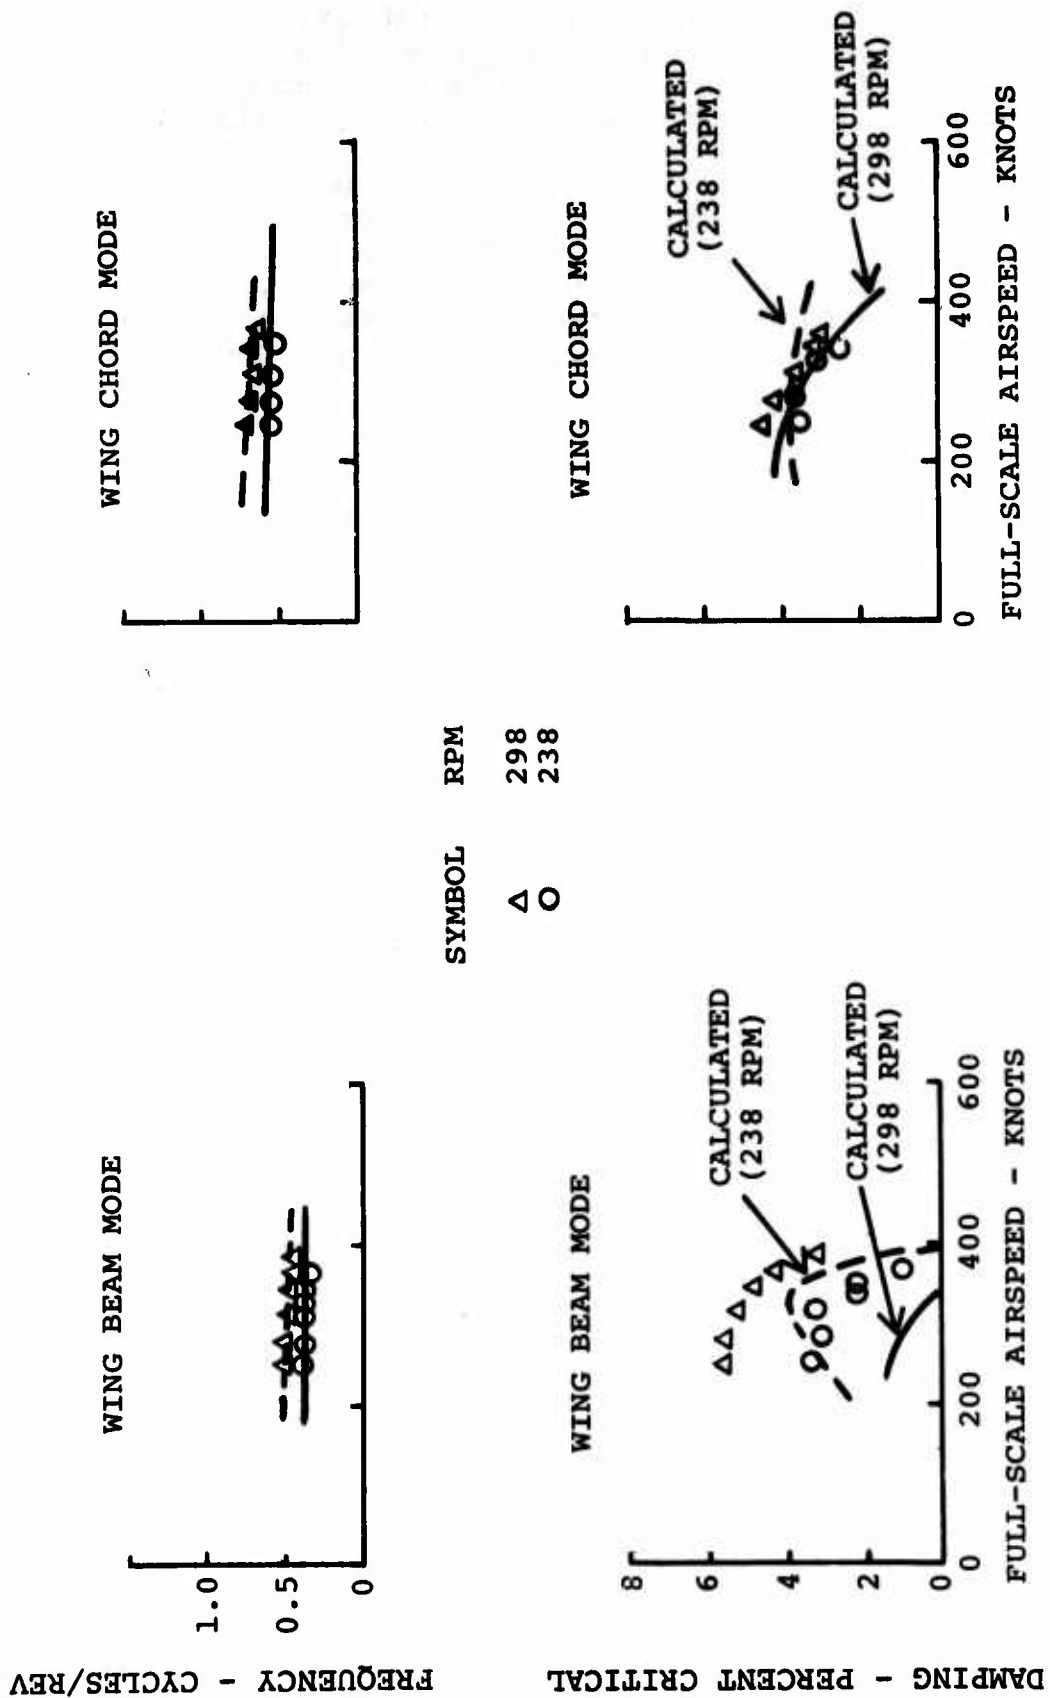 FREQUENCY - CYCLES/REV
WING BEAM MODE
1.0
0.5
0
WING CHORD MODE
SYMBOL RPM
Δ 298
O 238
DAMPING - PERCENT CRITICAL
WING BEAM MODE
8
6
4
2
0
CALCULATED
(238 RPM)
CALCULATED
(298 RPM)
0 200 400 600
FULL-SCALE AIRSPEED - KNOTS
WING CHORD MODE
CALCULATED
(238 RPM)
CALCULATED
(298 RPM)
0 200 400 600
FULL-SCALE AIRSPEED - KNOTS